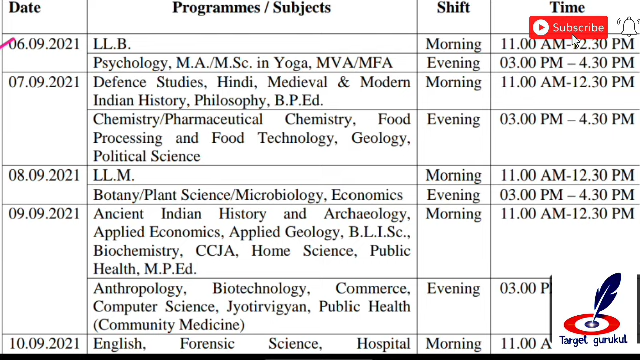 Date Programmes / Subjects Shift Time
Subscribe
06.09.2021 LL.B. Morning 11.00 AM-12.30 PM
Psychology, M.A./M.Sc. in Yoga, MVA/MFA Evening 03.00 PM – 4.30 PM
07.09.2021 Defence Studies, Hindi, Medieval & Modern Morning 11.00 AM-12.30 PM
Indian History, Philosophy, B.P.Ed.
Chemistry/Pharmaceutical Chemistry, Food Evening 03.00 PM – 4.30 PM
Processing and Food Technology, Geology,
Political Science
08.09.2021 LL.M. Morning 11.00 AM-12.30 PM
Botany/Plant Science/Microbiology, Economics Evening 03.00 PM – 4.30 PM
09.09.2021 Ancient Indian History and Archaeology, Morning 11.00 AM-12.30 PM
Applied Economics, Applied Geology, B.L.I.Sc.,
Biochemistry, CCJA, Home Science, Public
Health, M.P.Ed.
Anthropology, Biotechnology, Commerce, Evening 03.00 P
Computer Science, Jyotirvigyan, Public Health
(Community Medicine)
Target gurukul
10.09.2021 English, Forensic Science, Hospital Morning 11.00 A